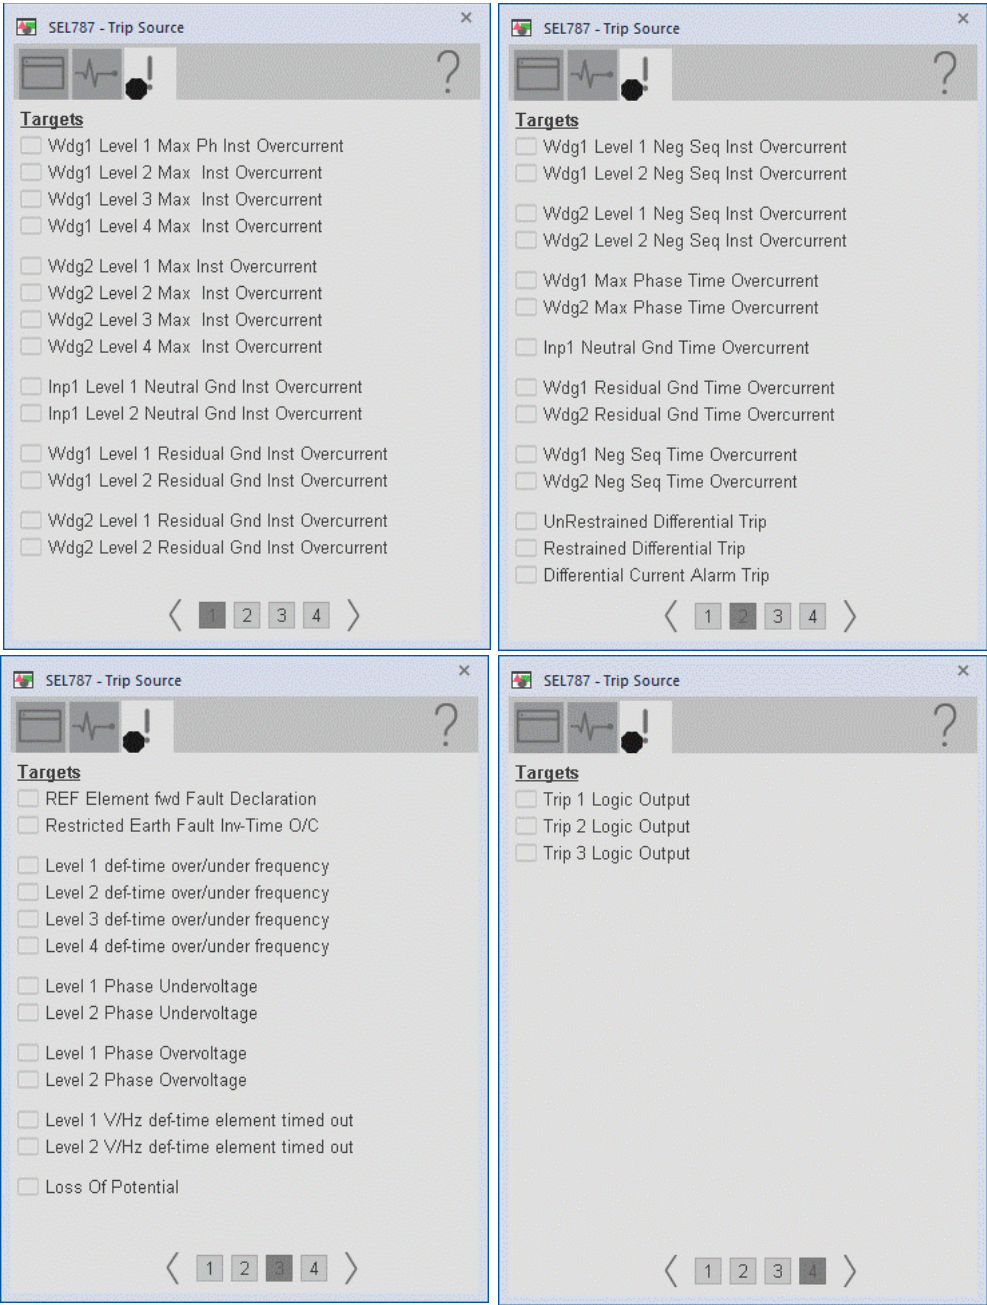 SEL787 - Trip Source
?
Targets
Wdg1 Level 1 Max Ph Inst Overcurrent
Wdg1 Level 2 Max  Inst Overcurrent
Wdg1 Level 3 Max  Inst Overcurrent
Wdg1 Level 4 Max  Inst Overcurrent
Wdg2 Level 1 Max Inst Overcurrent
Wdg2 Level 2 Max  Inst Overcurrent
Wdg2 Level 3 Max  Inst Overcurrent
Wdg2 Level 4 Max  Inst Overcurrent
Inp1 Level 1 Neutral Gnd Inst Overcurrent
Inp1 Level 2 Neutral Gnd Inst Overcurrent
Wdg1 Level 1 Residual Gnd Inst Overcurrent
Wdg1 Level 2 Residual Gnd Inst Overcurrent
Wdg2 Level 1 Residual Gnd Inst Overcurrent
Wdg2 Level 2 Residual Gnd Inst Overcurrent
1 2 3 4
SEL787 - Trip Source
?
Targets
Wdg1 Level 1 Neg Seq Inst Overcurrent
Wdg1 Level 2 Neg Seq Inst Overcurrent
Wdg2 Level 1 Neg Seq Inst Overcurrent
Wdg2 Level 2 Neg Seq Inst Overcurrent
Wdg1 Max Phase Time Overcurrent
Wdg2 Max Phase Time Overcurrent
Inp1 Neutral Gnd Time Overcurrent
Wdg1 Residual Gnd Time Overcurrent
Wdg2 Residual Gnd Time Overcurrent
Wdg1 Neg Seq Time Overcurrent
Wdg2 Neg Seq Time Overcurrent
UnRestrained Differential Trip
Restrained Differential Trip
Differential Current Alarm Trip
1 2 3 4
SEL787 - Trip Source
?
Targets
REF Element fwd Fault Declaration
Restricted Earth Fault Inv-Time O/C
Level 1 def-time over/under frequency
Level 2 def-time over/under frequency
Level 3 def-time over/under frequency
Level 4 def-time over/under frequency
Level 1 Phase Undervoltage
Level 2 Phase Undervoltage
Level 1 Phase Overvoltage
Level 2 Phase Overvoltage
Level 1 V/Hz def-time element timed out
Level 2 V/Hz def-time element timed out
Loss Of Potential
1 2 3 4
SEL787 - Trip Source
?
Targets
Trip 1 Logic Output
Trip 2 Logic Output
Trip 3 Logic Output
1 2 3 4